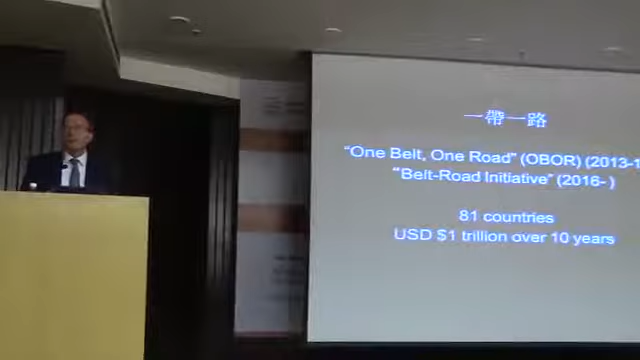 一帶一路
“One Belt, One Road” (OBOR) (2013-1
“Belt-Road Initiative” (2016- )
81 countries
USD $1 trillion over 10 years